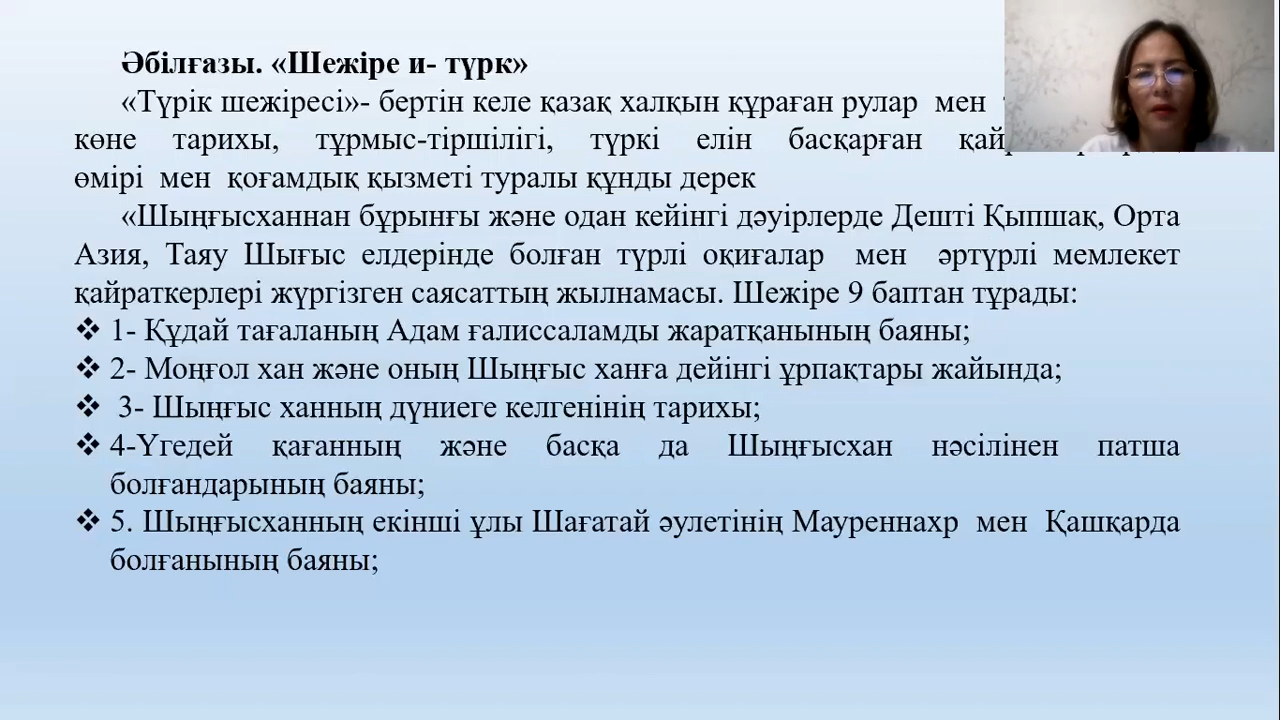 Әбілғазы. «Шежіре и- түрк»
«Түрік шежіресі»- бертін келе қазақ халқын құраған рулар мен
көне тарихы, тұрмыс-тіршілігі, түркі елін басқарған
өмірі мен қоғамдық қызметі туралы құнды дерек
«Шыңғысханнан бұрынғы және одан кейінгі дәуірлерде Дешті Қыпшақ, Орта
Азия, Таяу Шығыс елдерінде болған түрлі оқиғалар мен әртүрлі мемлекет
қайраткерлері жүргізген саясаттың жылнамасы. Шежіре 9 баптан тұрады:
❖ 1- Құдай тағаланың Адам ғалиссаламды жаратқанының баяны;
❖ 2- Моңғол хан және оның Шыңғыс ханға дейінгі ұрпақтары жайында;
❖ 3- Шыңғыс ханның дүниеге келгенінің тарихы;
❖ 4-Үгедей қағанның және басқа да Шыңғысхан нәсілінен патша
болғандарының баяны;
❖ 5. Шыңғысханның екінші ұлы Шағатай әулетінің Мауреннахр мен Қашқарда
болғанының баяны;